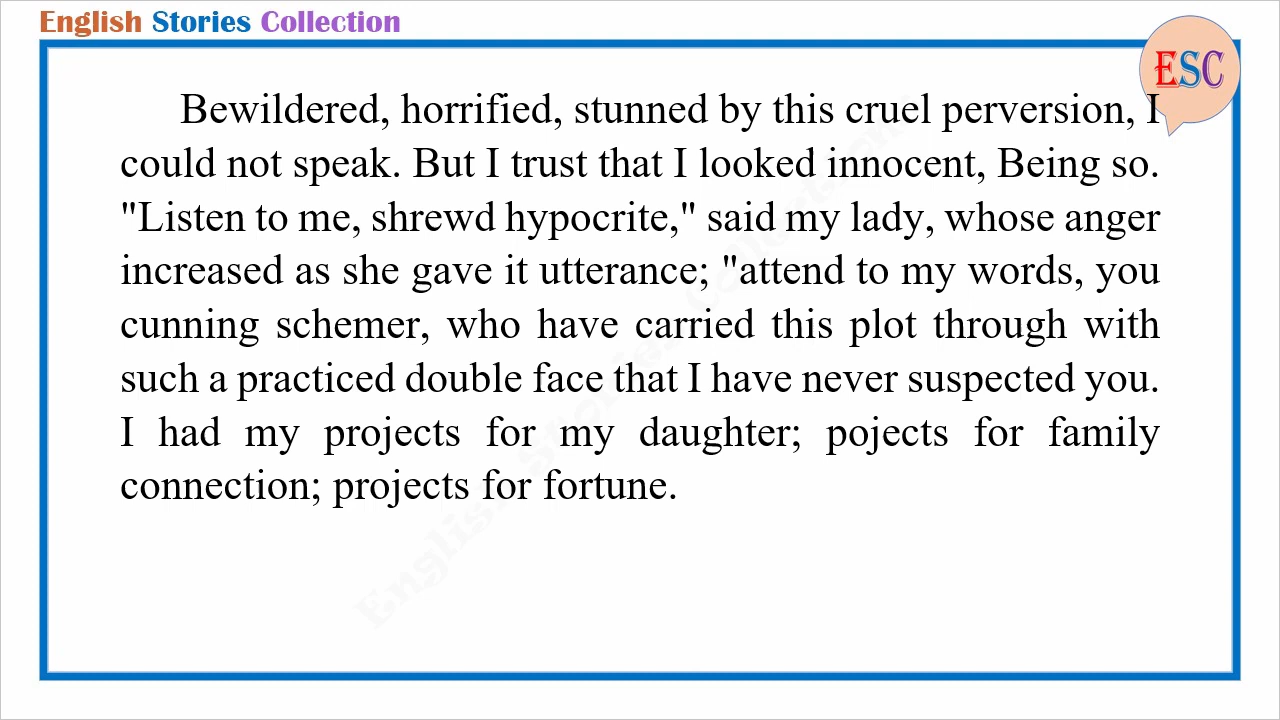 English Stories Collection
ESC
Bewildered, horrified, stunned by this cruel perversion, I
could not speak. But I trust that I looked innocent, Being so.
"Listen to me, shrewd hypocrite," said my lady, whose anger
increased as she gave it utterance; "attend to my words, you
cunning schemer, who have carried this plot through with
such a practiced double face that I have never suspected you.
I had my projects for my daughter; pojects for family
connection; projects for fortune.
English Stories Collection